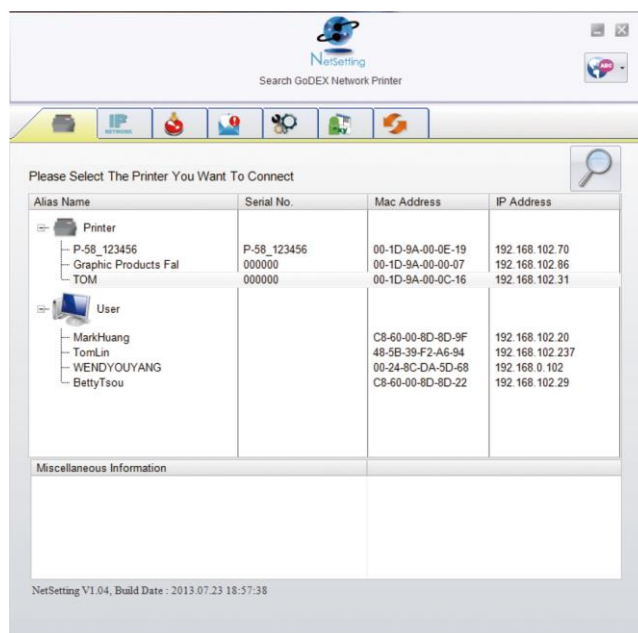 NetSetting
Search GoDEX Network Printer
ABC
IP
NETWORK
Please Select The Printer You Want To Connect
Alias Name Serial No. Mac Address IP Address
Printer
P-58_123456 P-58_123456 00-1D-9A-00-0E-19 192.168.102.70
Graphic Products Fal 000000 00-1D-9A-00-00-07 192.168.102.86
TOM 000000 00-1D-9A-00-0C-16 192.168.102.31
User
MarkHuang C8-60-00-8D-8D-9F 192.168.102.20
TomLin 48-5B-39-F2-A6-94 192.168.102.237
WENDYOUYANG 00-24-8C-DA-5D-68 192.168.0.102
BettyTsou C8-60-00-8D-8D-22 192.168.102.29
Miscellaneous Information
NetSetting V1.04, Build Date : 2013.07.23 18:57:38